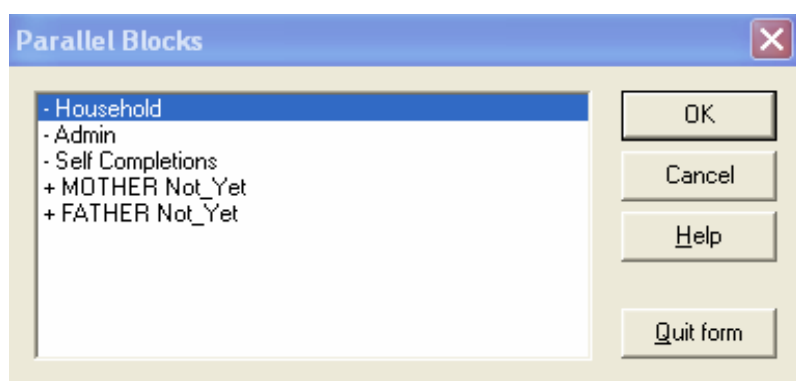 Parallel Blocks
- Household
- Admin
- Self Completions
+ MOTHER Not_Yet
+ FATHER Not_Yet
OK
Cancel
Help
Quit form